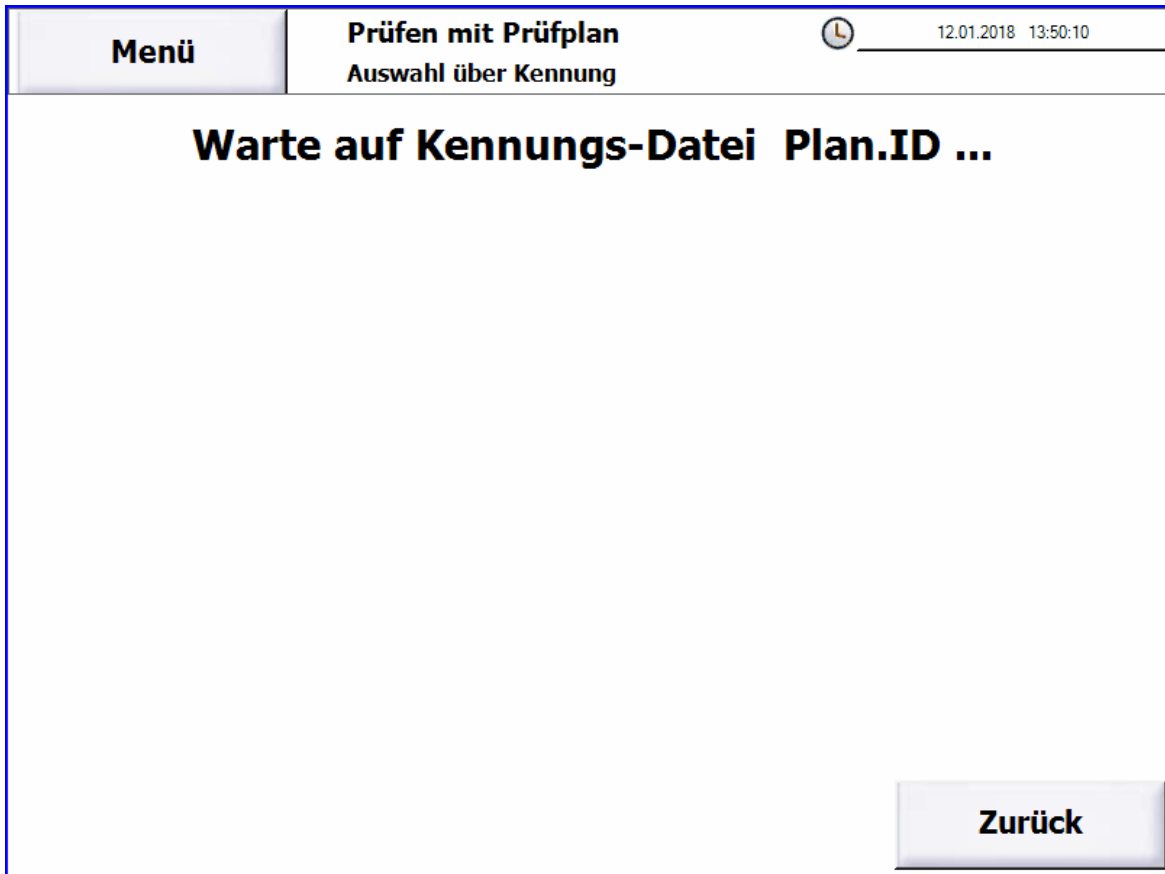 Menü
Prüfen mit Prüfplan
Auswahl über Kennung
12.01.2018 13:50:10
Warte auf Kennungs-Datei Plan.ID ...
Zurück